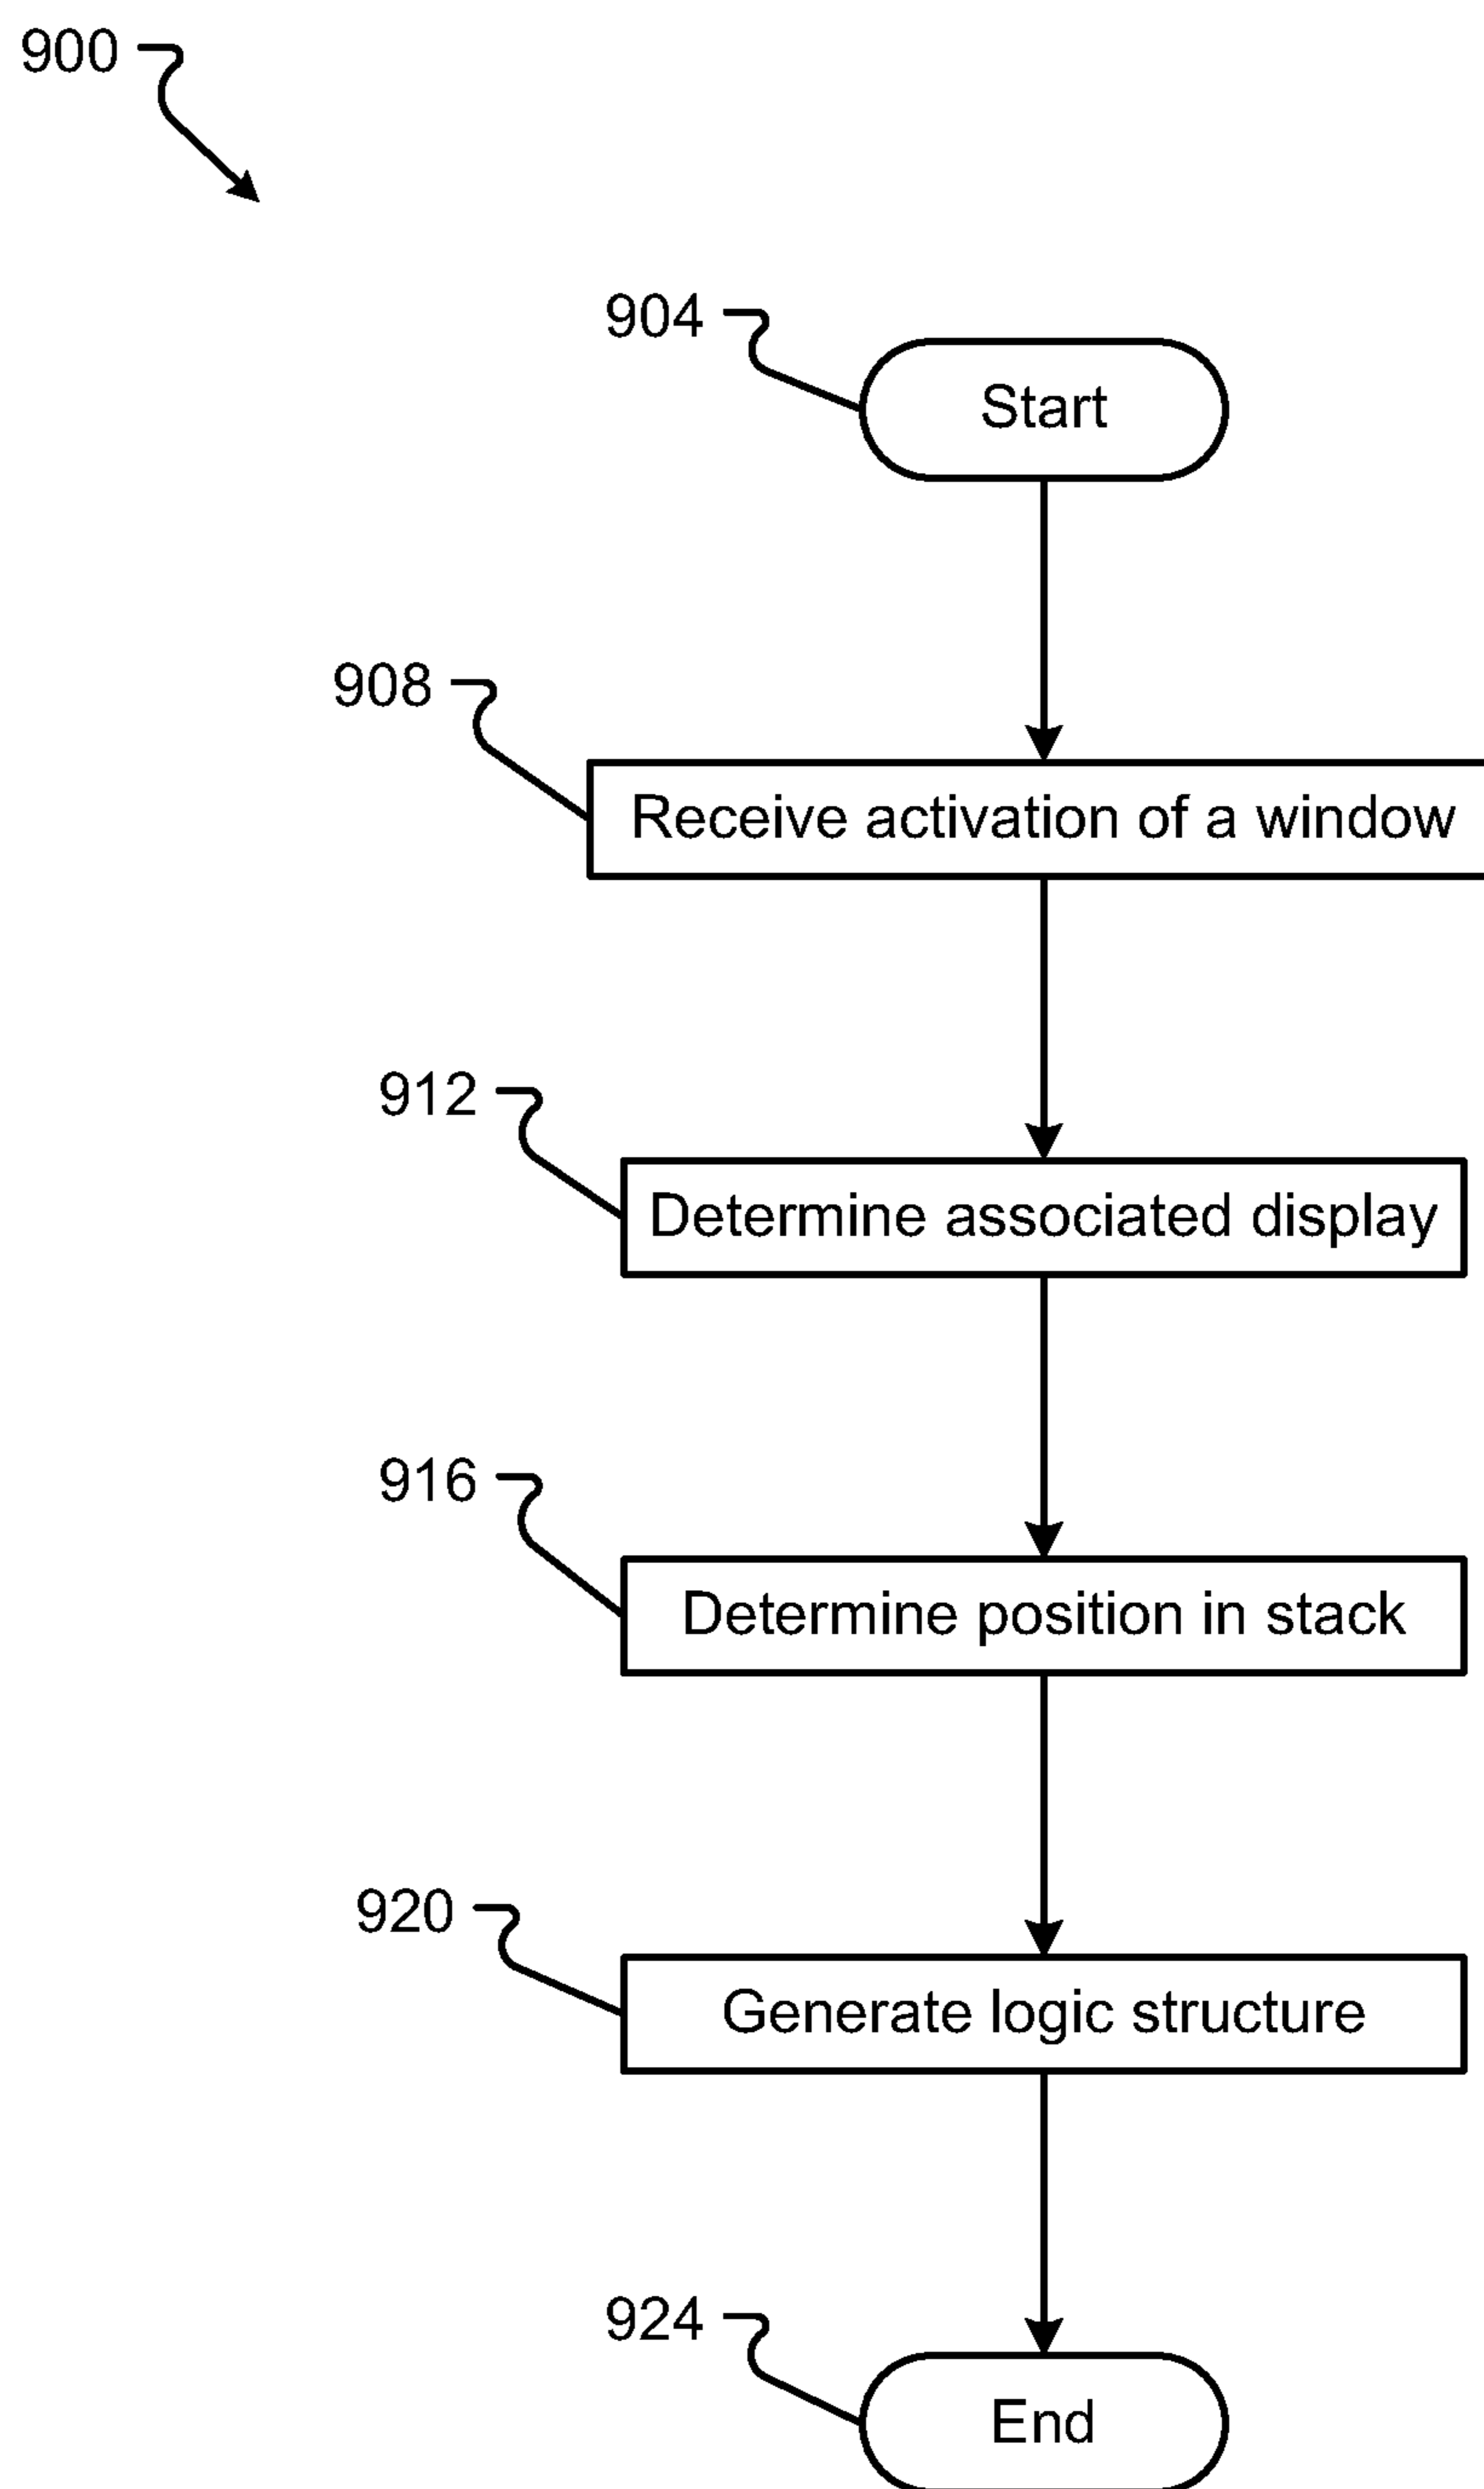 900
904
Start
908
Receive activation of a window
912
Determine associated display
916
Determine position in stack
920
Generate logic structure
924
End